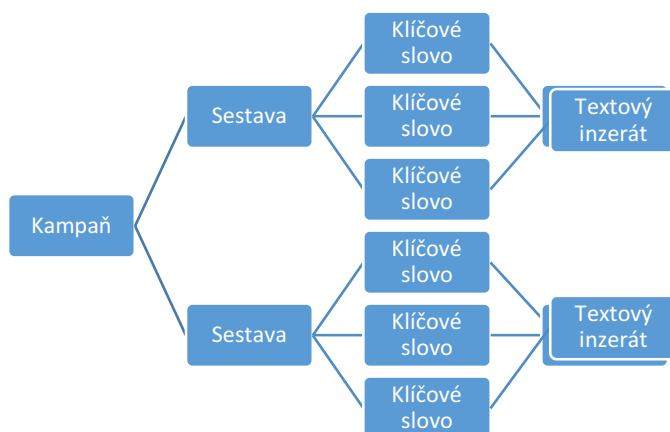 Klíčové
slovo
Sestava
Klíčové
slovo
Textový
inzerát
Klíčové
slovo
Kampaň
Klíčové
slovo
Sestava
Klíčové
slovo
Textový
inzerát
Klíčové
slovo